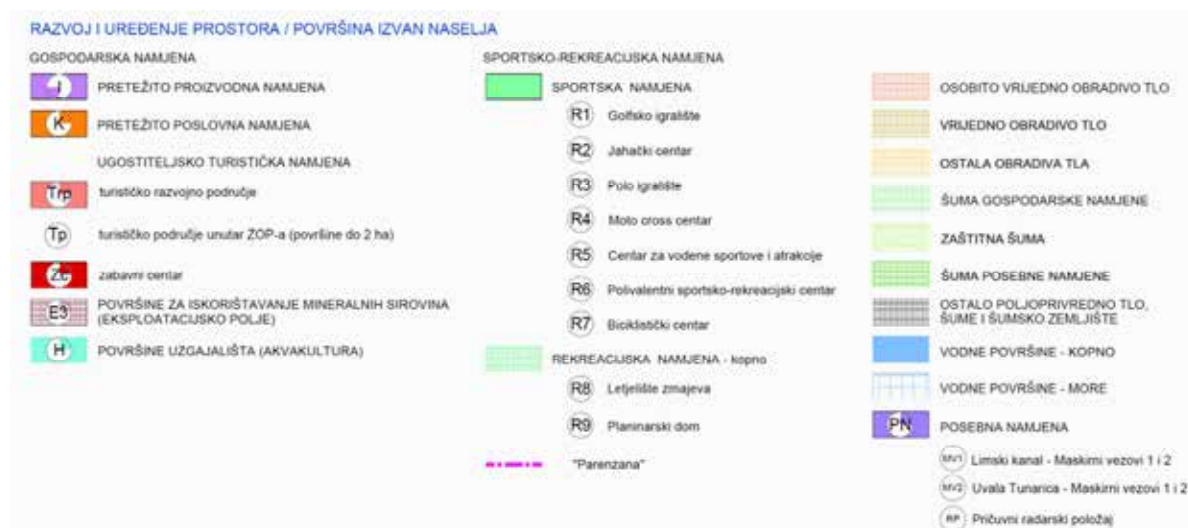 RAZVOJ I UREĐENJE PROSTORA / POVRŠINA IZVAN NASELJA
GOSPODARSKA NAMJENA
I PRETEŽITO PROIZVODNA NAMJENA
K PRETEŽITO POSLOVNA NAMJENA
UGOSTITELJSKO TURISTIČKA NAMJENA
Trp turističko razvojno područje
Tp turističko područje unutar ZOP-a (površine do 2 ha)
Zc zabavni centar
E3 POVRŠINE ZA ISKORIŠTAVANJE MINERALNIH SIROVINA
(EKSPLOATACIJSKO POLJE)
H POVRŠINE UZGAJALIŠTA (AKVAKULTURA)
SPORTSKO-REKREACIJSKA NAMJENA
SPORTSKA NAMJENA
R1 Golfsko igralište
R2 Jahački centar
R3 Polo igralište
R4 Moto cross centar
R5 Centar za vodene sportove i atrakcije
R6 Polivalentni sportsko-rekreacijski centar
R7 Biciklistički centar
REKREACIJSKA NAMJENA - kopno
R8 Letjelište zmajeva
R9 Planinarski dom
"Parenzana"
OSOBITO VRIJEDNO OBRADIVO TLO
VRIJEDNO OBRADIVO TLO
OSTALA OBRADIVA TLA
ŠUMA GOSPODARSKE NAMJENE
ZAŠTITNA ŠUMA
ŠUMA POSEBNE NAMJENE
OSTALO POLJOPRIVREDNO TLO,
ŠUME I ŠUMSKO ZEMLJIŠTE
VODNE POVRŠINE - KOPNO
VODNE POVRŠINE - MORE
PN POSEBNA NAMJENA
MV1 Limski kanal - Maskirni vezovi 1 i 2
MV2 Uvala Tunarica - Maskirni vezovi 1 i 2
RP Pričuvni radarski položaj